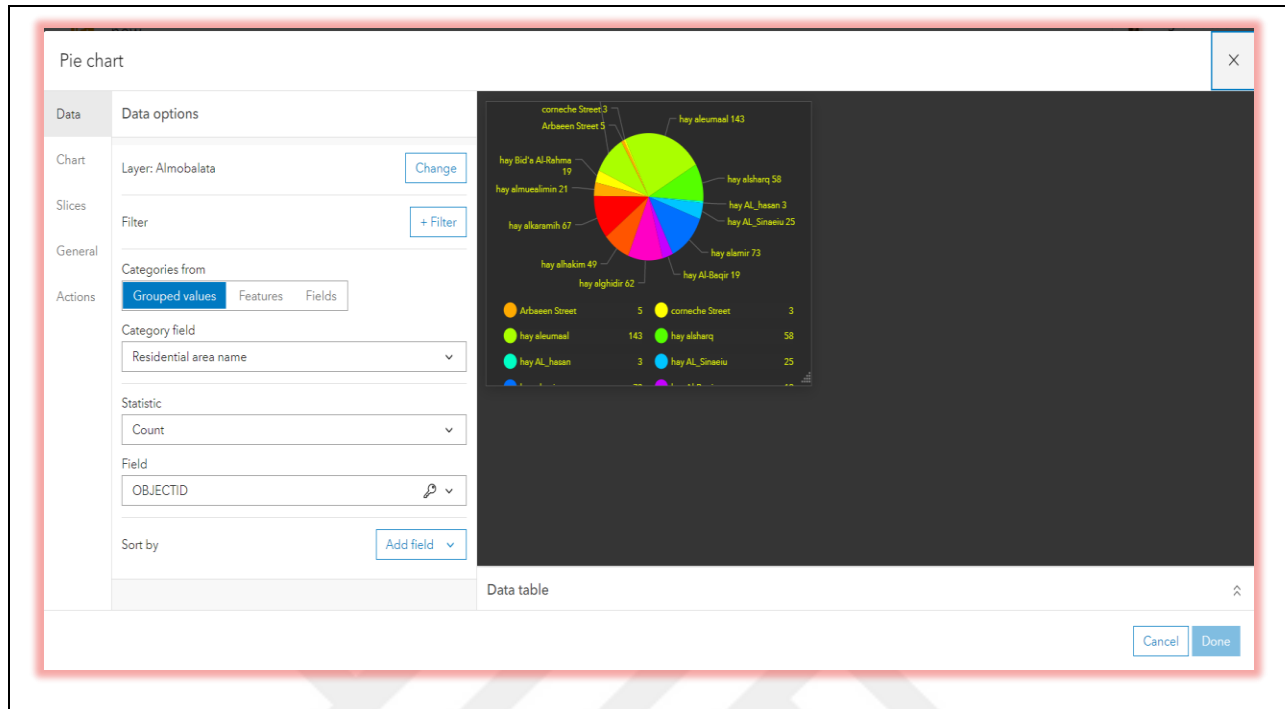 Pie chart
Data
Chart
Slices
General
Actions
Data options
Layer: Almobalata
Change
Filter
+ Filter
Categories from
Grouped values Features Fields
Category field
Residential area name
Statistic
Count
Field
OBJECTID
Sort by
Add field
corneche Street 3
Arbaeen Street 5
hay aleumaal 143
hay Bid'a Al-Rahma
19
hay almuealimin 21
hay alkaramih 67
hay alhakim 49
hay alghidir 62
hay alsharq 58
hay AL_hasan 3
hay AL_Sinaeiu 25
hay alamir 73
hay Al-Baqir 19
Arbaeen Street 5 corneche Street 3
hay aleumaal 143 hay alsharq 58
hay AL_hasan 3 hay AL_Sinaeiu 25
Data table
Cancel Done